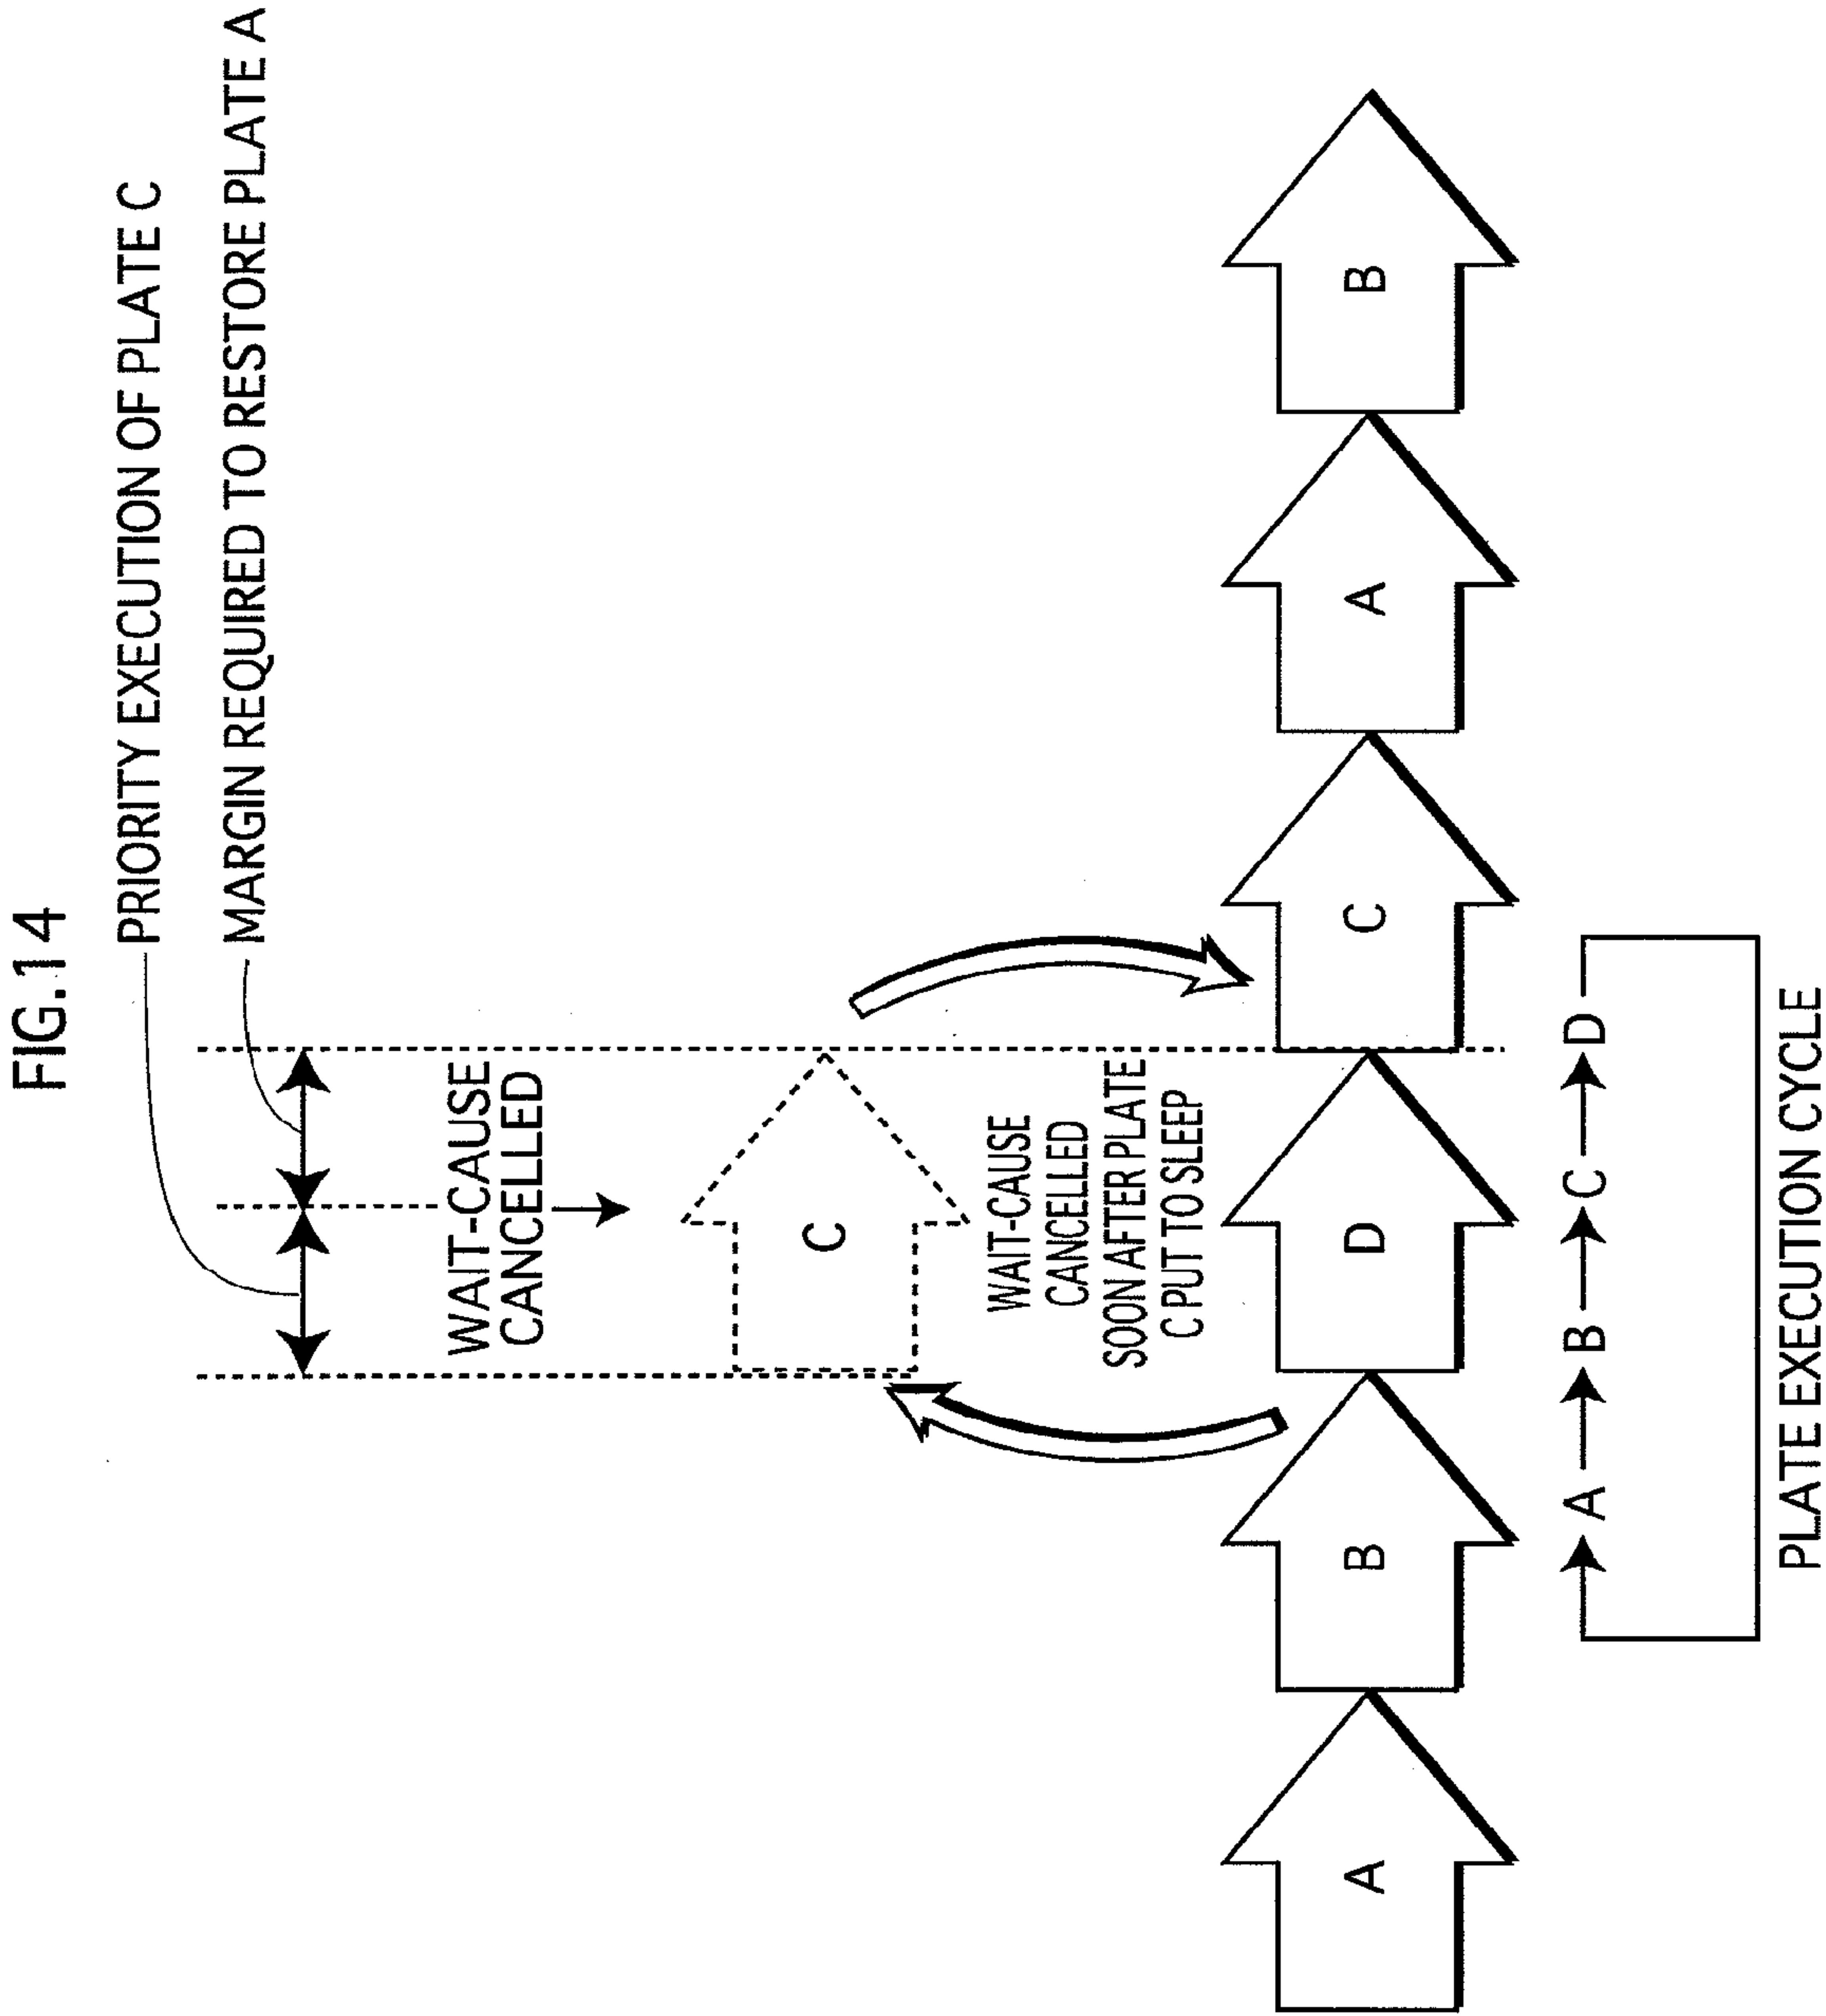 FIG.14
PRIORITY EXECUTION OF PLATE C
MARGIN REQUIRED TO RESTORE PLATE A
WAIT-CAUSE
CANCELLED
C
WAIT-CAUSE
CANCELLED
SOON AFTER PLATE
C PUT TO SLEEP
A B D C A B
A B C D
PLATE EXECUTION CYCLE